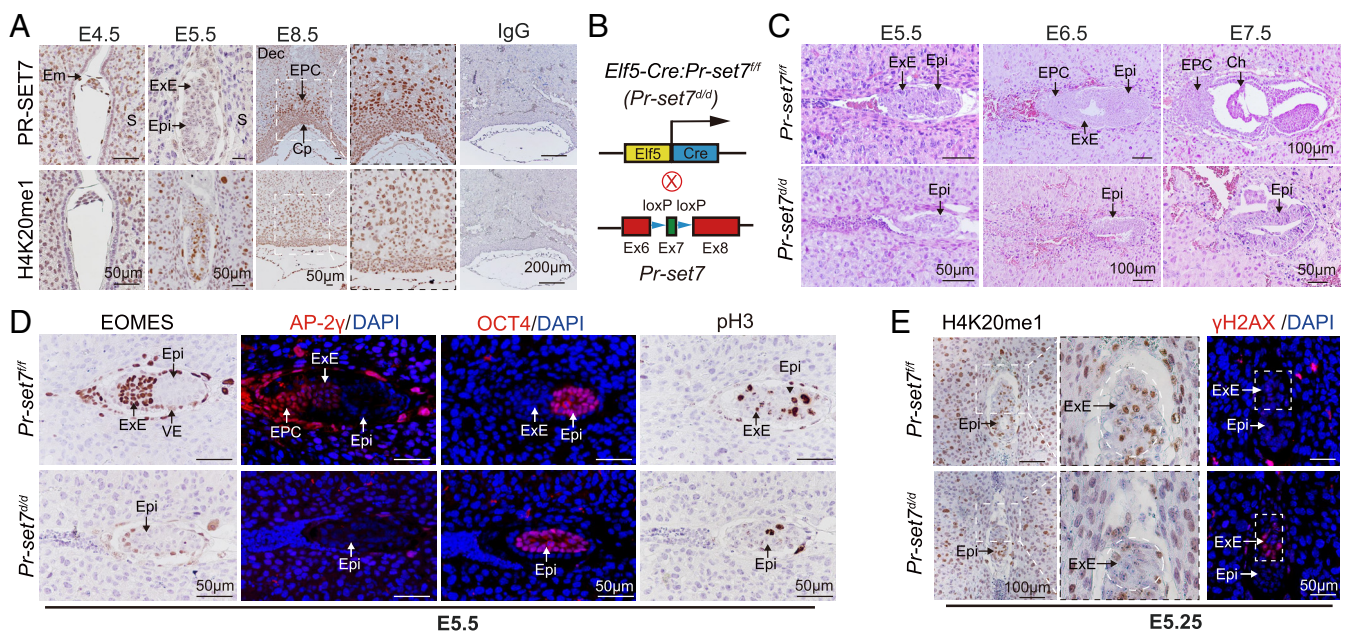 A
E4.5
E5.5
E8.5
IgG
PR-SET7
Em
ExE
Epi
S
S
Dec
EPC
Cp
H4K20me1
50µm
50µm
50µm
200µm
B
Elf5-Cre:Pr-set7f/f
(Pr-set7d/d)
Elf5
Cre
X
loxP loxP
Ex6
Ex7
Ex8
Pr-set7
C
E5.5
E6.5
E7.5
Pr-set7f/f
ExE
Epi
EPC
Epi
ExE
EPC
Ch
100µm
Pr-set7d/d
Epi
50µm
Epi
100µm
Epi
50µm
D
EOMES
AP-2γ/DAPI
OCT4/DAPI
pH3
Pr-set7f/f
Epi
ExE
VE
ExE
EPC
Epi
ExE
Epi
Epi
ExE
Pr-set7d/d
Epi
Epi
Epi
50µm
Epi
50µm
E5.5
E
H4K20me1
γH2AX /DAPI
Pr-set7f/f
Epi
ExE
ExE
Epi
Pr-set7d/d
Epi
100µm
ExE
ExE
Epi
50µm
E5.25